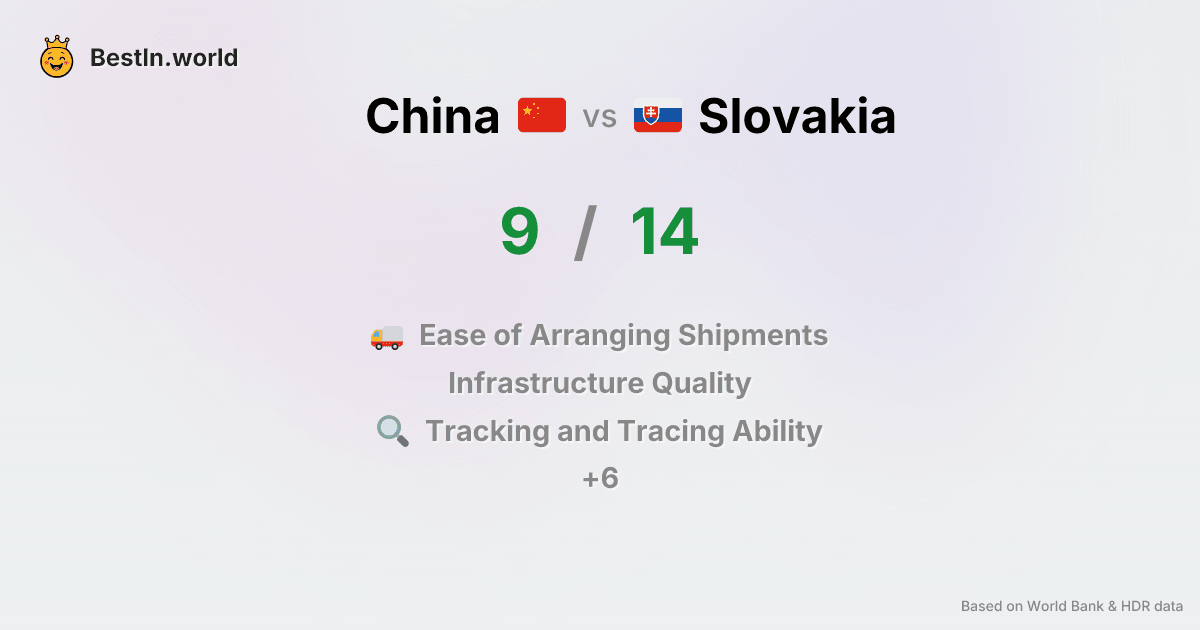 BestIn.world
China vs Slovakia
9 / 14
Ease of Arranging Shipments
Infrastructure Quality
Tracking and Tracing Ability
+6
Based on World Bank & HDR data